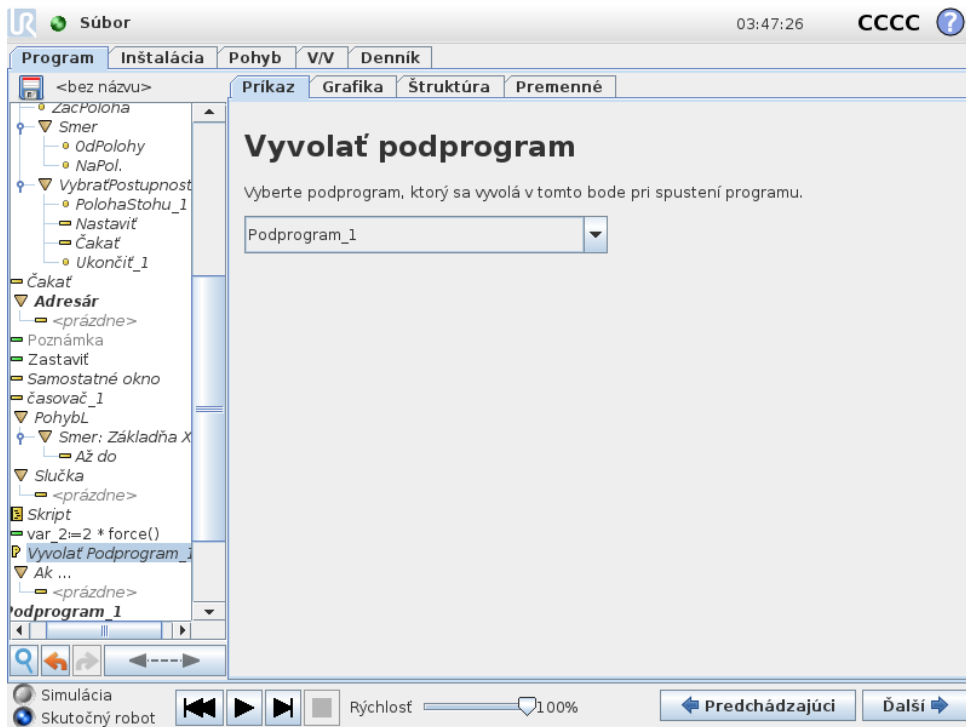 Súbor
03:47:26
CCCC
?
Program Inštalácia Pohyb V/V Denník
<bez názvu>
Príkaz Grafika Štruktúra Premenné
ZačPoloha
Smer
OdPolohy
NaPol.
VybraťPostupnost
PolohaStohu_1
Nastaviť
Čakať
Ukončiť_1
Čakať
Adresár
<prázdne>
Poznámka
Zastaviť
Samostatné okno
časovač_1
PohybL
Smer: Základňa X
Až do
Slučka
<prázdne>
Skript
var_2:=2 * force()
Vyvolať Podprogram_1
Ak ...
<prázdne>
Podprogram_1
Vyvolať podprogram
Vyberte podprogram, ktorý sa vyvolá v tomto bode pri spustení programu.
Podprogram_1
Simulácia
Skutočný robot
Rýchlosť
100%
Predchádzajúci
Ďalší